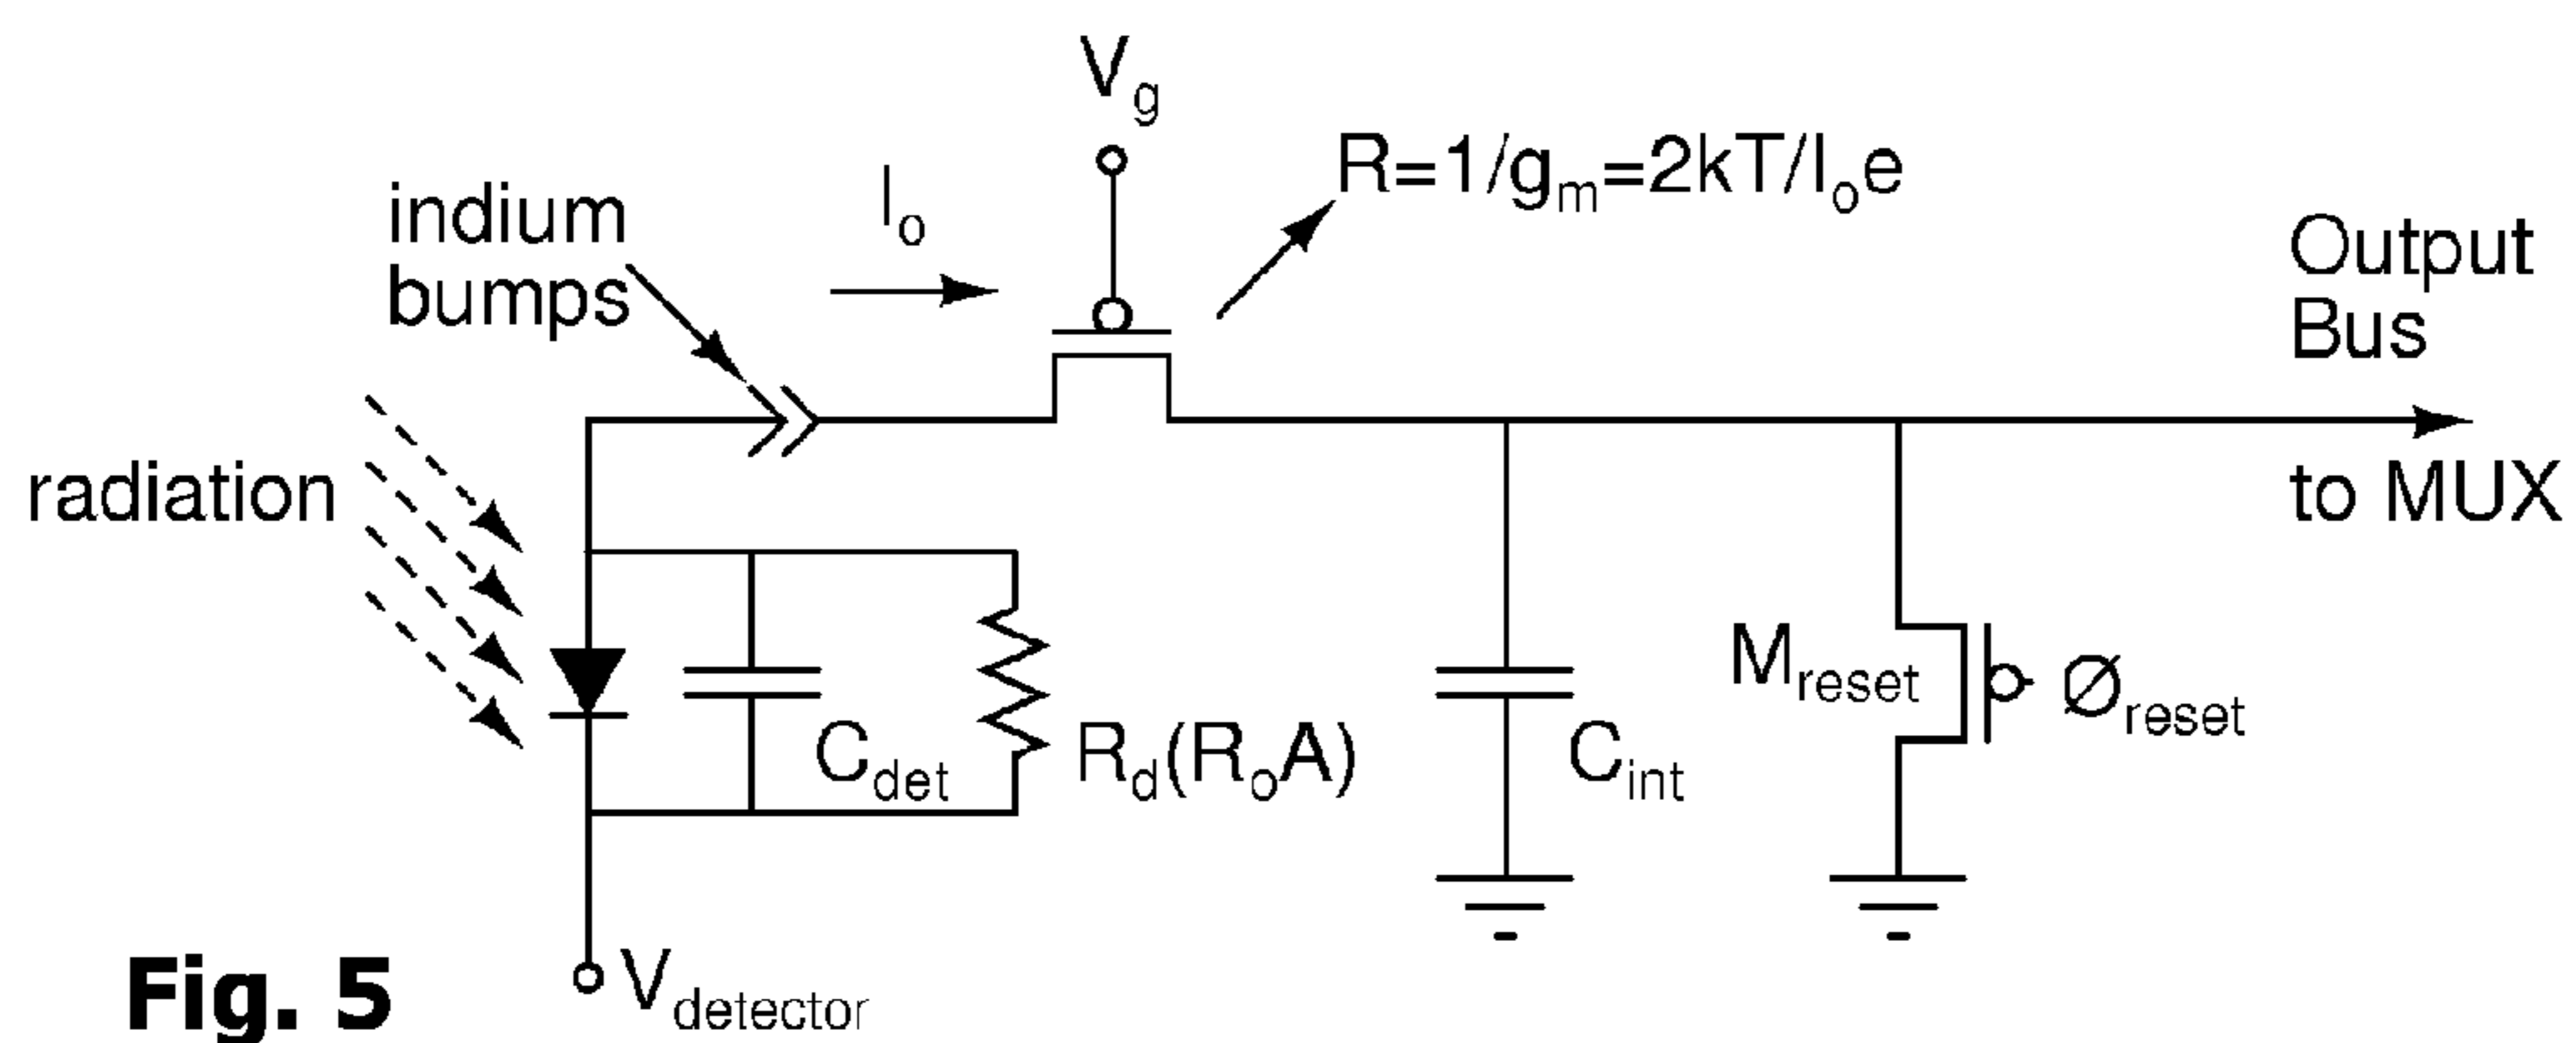 V_g
R=1/g_m=2kT/I_oe
I_o
indium
bumps
Output
Bus
to MUX
radiation
M_reset
Ø_reset
C_det
R_d(R_oA)
C_int
V_detector
Fig. 5